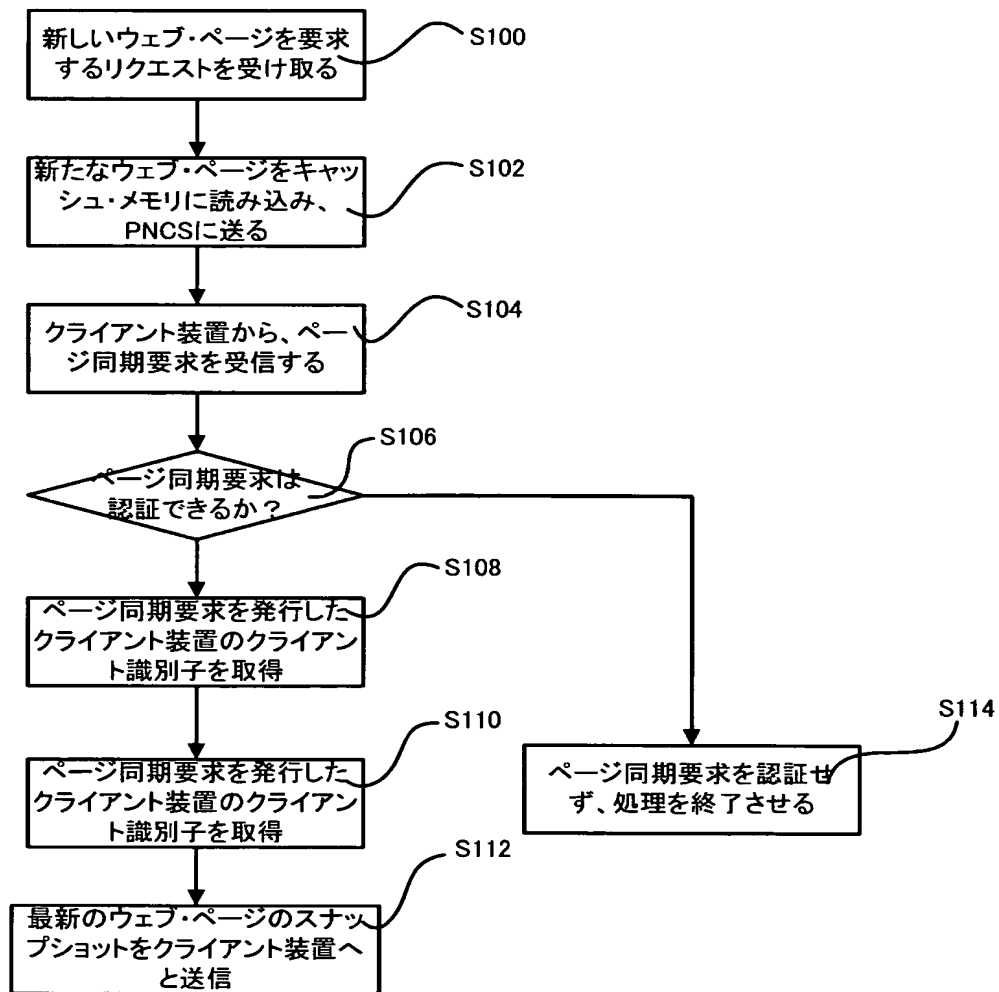 新しいウェブ・ページを要求
するリクエストを受け取る
S100
新たなウェブ・ページをキャッ
シュ・メモリに読み込み、
PNCSに送る
S102
クライアント装置から、ペー
ジ同期要求を受信する
S104
ページ同期要求は
認証できるか?
S106
ページ同期要求を発行した
クライアント装置のクライアン
ト識別子を取得
S108
ページ同期要求を発行した
クライアント装置のクライアン
ト識別子を取得
S110
ページ同期要求を認証せ
ず、処理を終了させる
S114
最新のウェブ・ページのスナッ
プショットをクライアント装置へ
と送信
S112